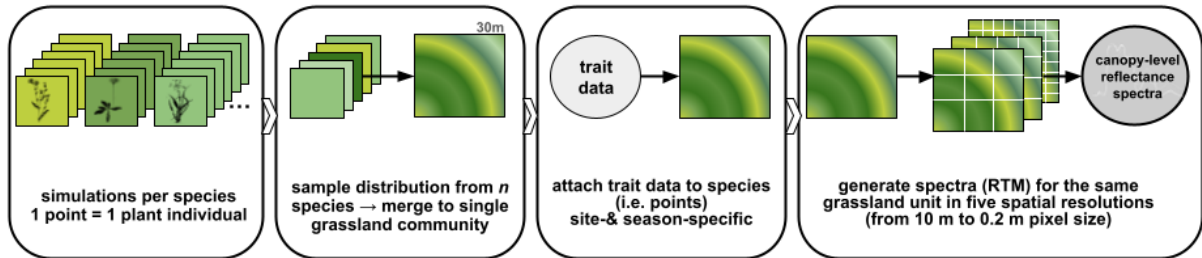 ...
simulations per species
1 point = 1 plant individual
30m
sample distribution from n
species → merge to single
grassland community
trait
data
attach trait data to species
(i.e. points)
site-& season-specific
canopy-level
reflectance
spectra
generate spectra (RTM) for the same
grassland unit in five spatial resolutions
(from 10 m to 0.2 m pixel size)